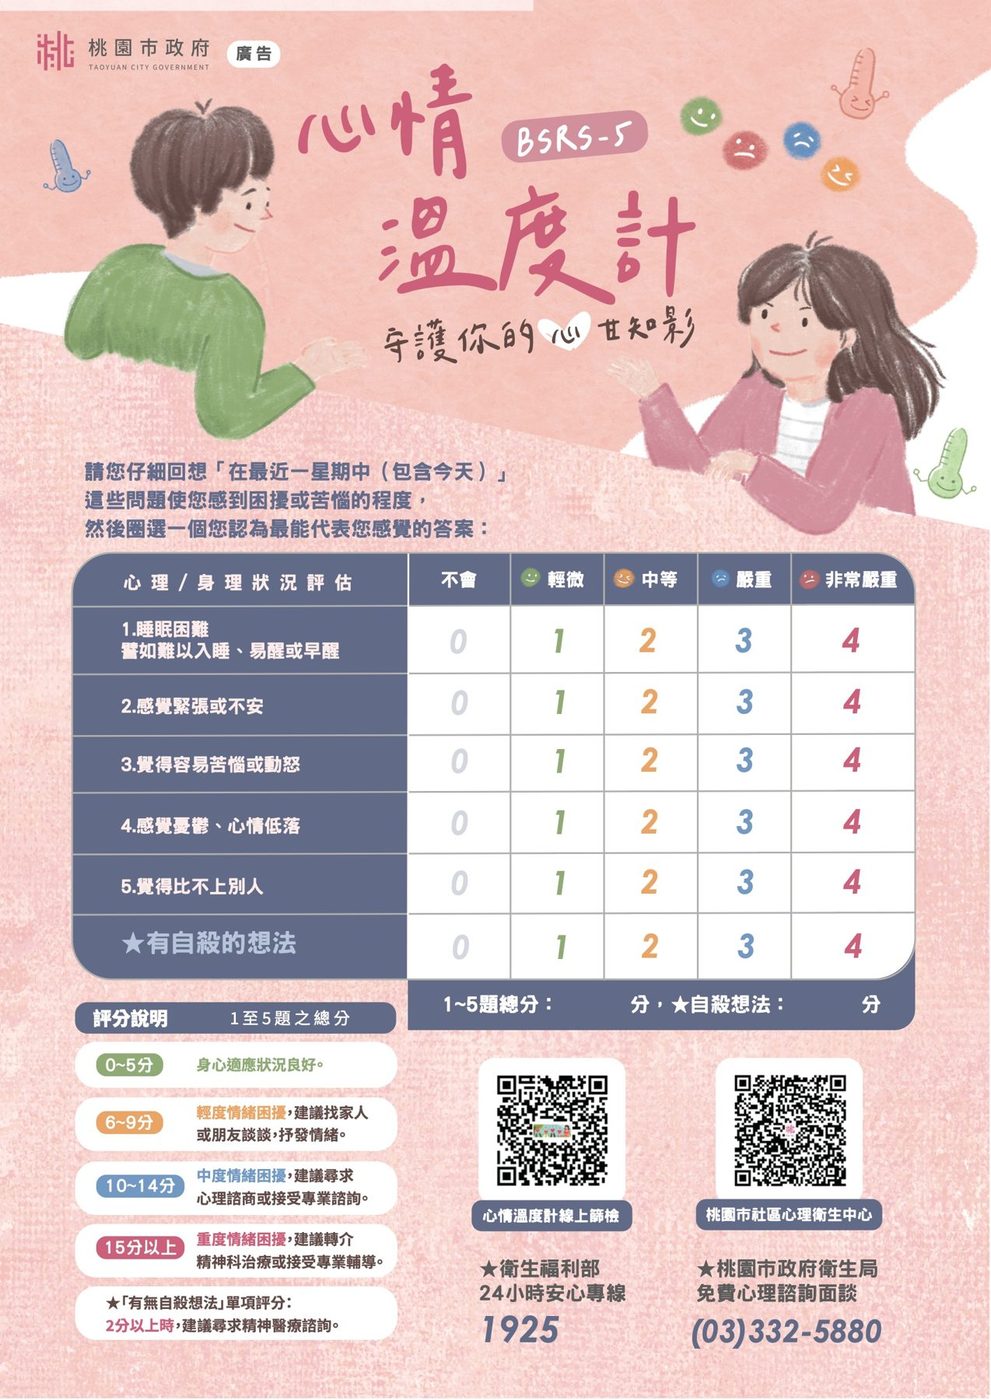 桃園市政府
TAOYUAN CITY GOVERNMENT
廣告
心情
BSRS-5
溫度計
守護你的心 甘知影
請您仔細回想「在最近一星期中（包含今天）」
這些問題使您感到困擾或苦惱的程度，
然後圈選一個您認為最能代表您感覺的答案：
心理/身理狀況評估 不會 輕微 中等 嚴重 非常嚴重
1.睡眠困難
譬如難以入睡、易醒或早醒 0 1 2 3 4
2.感覺緊張或不安 0 1 2 3 4
3.覺得容易苦惱或動怒 0 1 2 3 4
4.感覺憂鬱、心情低落 0 1 2 3 4
5.覺得比不上別人 0 1 2 3 4
★有自殺的想法 0 1 2 3 4
1~5題總分： 分，★自殺想法： 分
評分說明 1至5題之總分
0~5分 身心適應狀況良好。
6~9分 輕度情緒困擾，建議找家人
或朋友談談，抒發情緒。
10~14分 中度情緒困擾，建議尋求
心理諮商或接受專業諮詢。
15分以上 重度情緒困擾，建議轉介
精神科治療或接受專業輔導。
★「有無自殺想法」單項評分：
2分以上時，建議尋求精神醫療諮詢。
心情溫度計線上篩檢
★衛生福利部
24小時安心專線
1925
桃園市社區心理衛生中心
★桃園市政府衛生局
免費心理諮詢面談
(03)332-5880